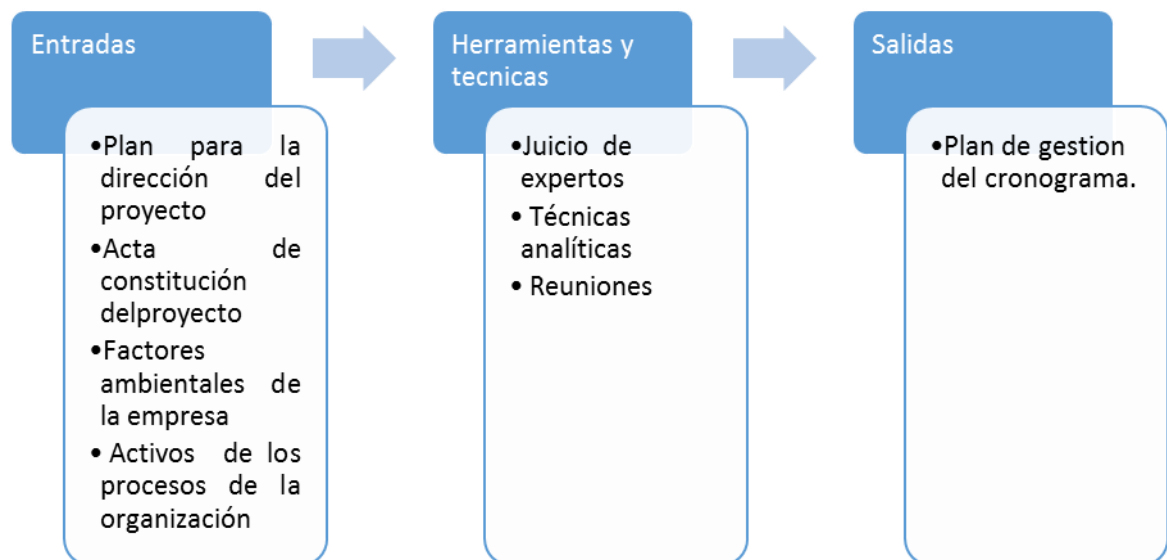 Entradas
•Plan para la
dirección del
proyecto
•Acta de
constitución
delproyecto
•Factores
ambientales de
la empresa
• Activos de los
procesos de la
organización
Herramientas y
tecnicas
•Juicio de
expertos
• Técnicas
analíticas
• Reuniones
Salidas
•Plan de gestion
del cronograma.